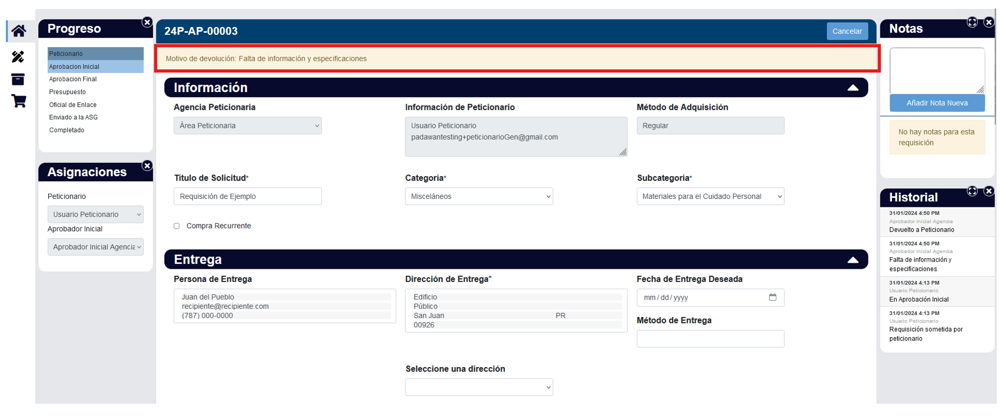 Progreso
Peticionario
Aprobacion Inicial
Aprobacion Final
Presupuesto
Oficial de Enlace
Enviado a la ASG
Completado
Asignaciones
Peticionario
Usuario Peticionario
Aprobador Inicial
Aprobador Inicial Agencia
24P-AP-00003
Cancelar
Motivo de devolución: Falta de información y especificaciones
Información
Agencia Peticionaria
Área Peticionaria
Información de Peticionario
Usuario Peticionario
padawantesting+peticionarioGen@gmail.com
Método de Adquisición
Regular
Título de Solicitud*
Requisición de Ejemplo
Categoría*
Misceláneos
Subcategoría*
Materiales para el Cuidado Personal
Compra Recurrente
Entrega
Persona de Entrega
Juan del Pueblo
recipiente@recipiente.com
(787) 000-0000
Dirección de Entrega*
Edificio
Público
San Juan PR
00926
Fecha de Entrega Deseada
mm/dd/yyyy
Método de Entrega
Seleccione una dirección
Notas
Añadir Nota Nueva
No hay notas para esta
requisición
Historial
31/01/2024 4:50 PM
Aprobador Inicial Agencia
Devuelto a Peticionario
31/01/2024 4:50 PM
Aprobador Inicial Agencia
Falta de información y
especificaciones
31/01/2024 4:13 PM
Usuario Peticionario
En Aprobación Inicial
31/01/2024 4:13 PM
Usuario Peticionario
Requisición sometida por
peticionario